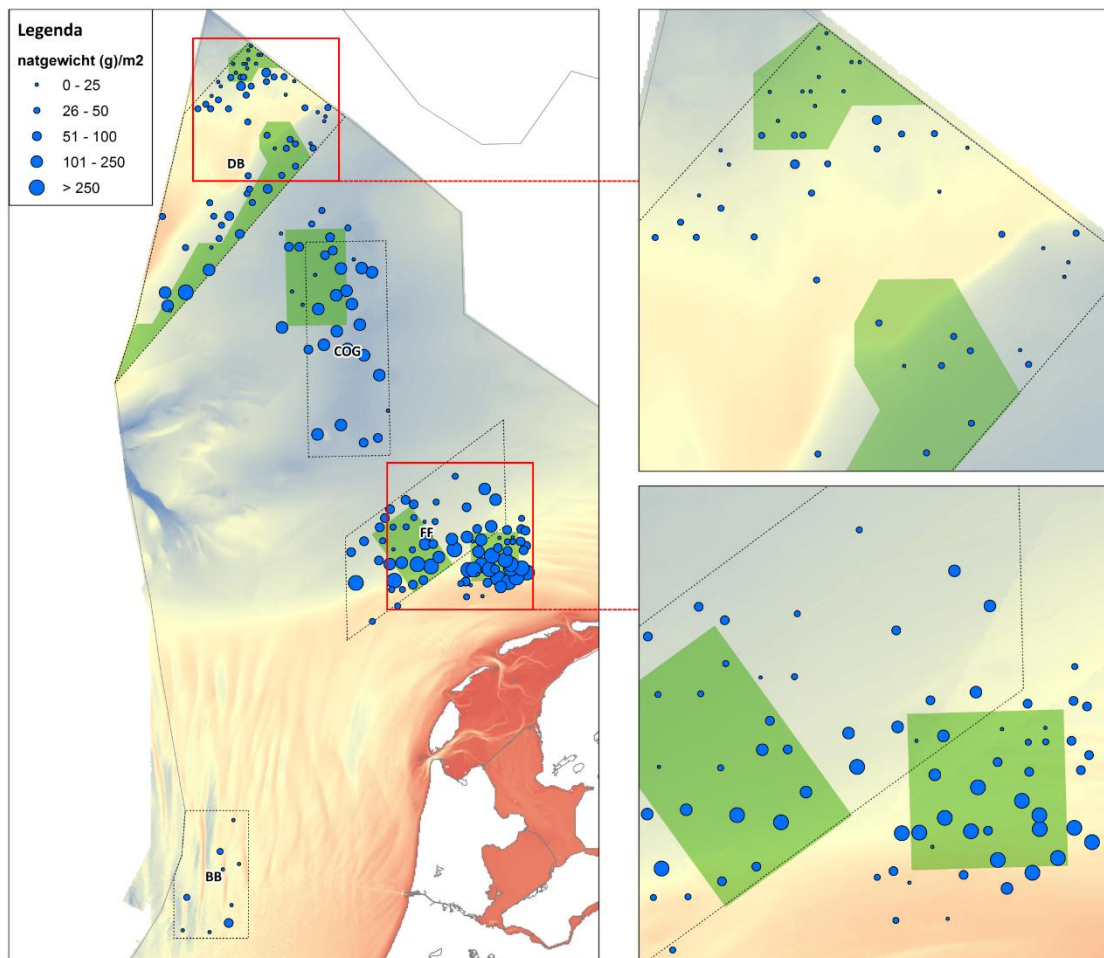 Legenda
natgewicht (g)/m2
0 - 25
26 - 50
51 - 100
101 - 250
> 250
DB
COG
FF
BB